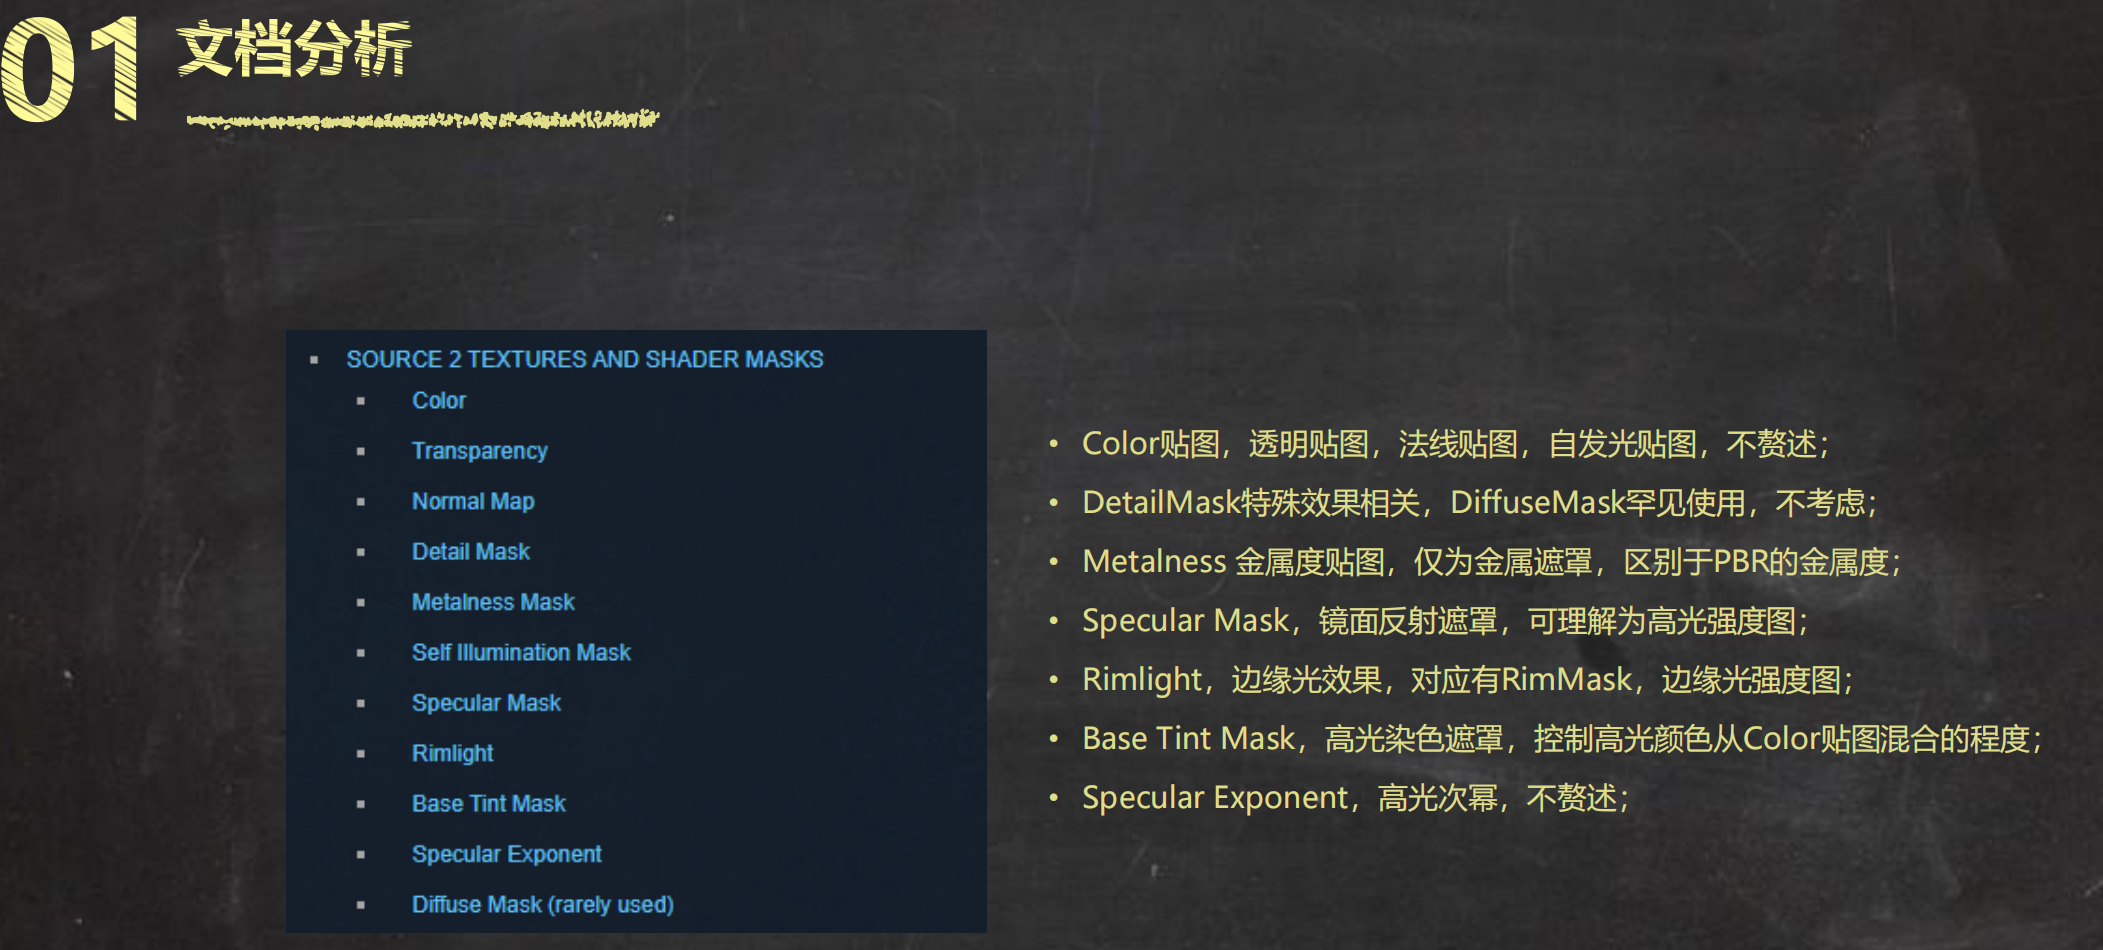 01 文档分析
SOURCE 2 TEXTURES AND SHADER MASKS
Color
Transparency
Normal Map
Detail Mask
Metalness Mask
Self Illumination Mask
Specular Mask
Rimlight
Base Tint Mask
Specular Exponent
Diffuse Mask (rarely used)
Color贴图，透明贴图，法线贴图，自发光贴图，不赘述；
DetailMask特殊效果相关，DiffuseMask罕见使用，不考虑；
Metalness 金属度贴图，仅为金属遮罩，区别于PBR的金属度；
Specular Mask，镜面反射遮罩，可理解为高光强度图；
Rimlight，边缘光效果，对应有RimMask，边缘光强度图；
Base Tint Mask，高光染色遮罩，控制高光颜色从Color贴图混合的程度；
Specular Exponent，高光次幂，不赘述；